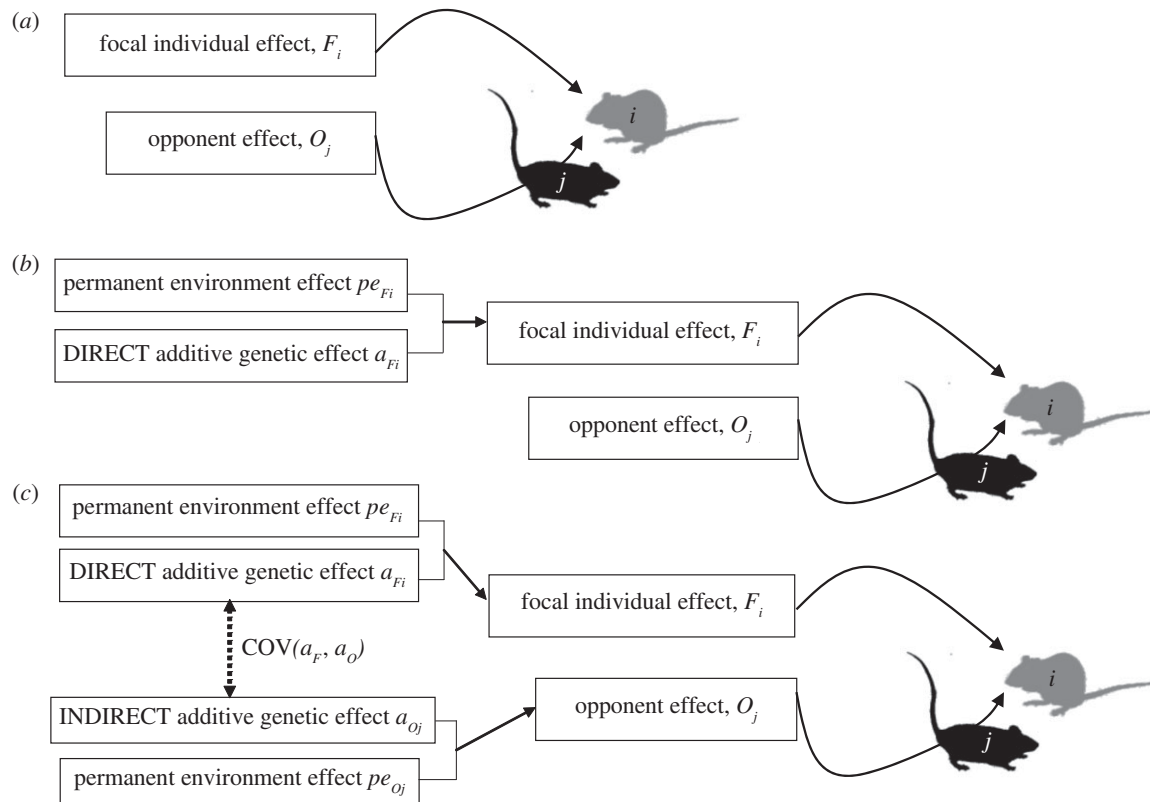 (a)
focal individual effect, F_i
opponent effect, O_j
i
j
(b)
permanent environment effect pe_Fi
DIRECT additive genetic effect a_Fi
focal individual effect, F_i
opponent effect, O_j
i
j
(c)
permanent environment effect pe_Fi
DIRECT additive genetic effect a_Fi
COV(a_F, a_O)
INDIRECT additive genetic effect a_Oj
permanent environment effect pe_Oj
focal individual effect, F_i
opponent effect, O_j
i
j